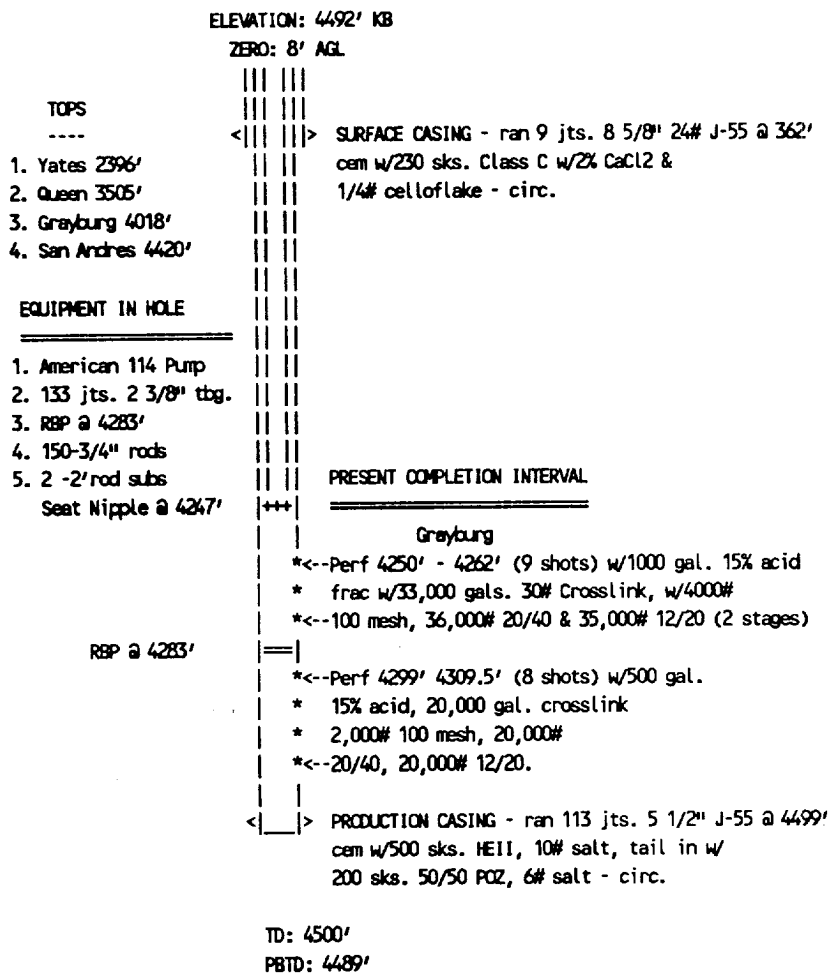 ELEVATION: 4492' KB
ZERO: 8' AGL
TOPS
----
1. Yates 2396'
2. Queen 3505'
3. Grayburg 4018'
4. San Andres 4420'
SURFACE CASING - ran 9 jts. 8 5/8" 24# J-55 @ 362'
cem w/230 sks. Class C w/2% CaCl2 &
1/4# celloflake - circ.
EQUIPMENT IN HOLE
1. American 114 Pump
2. 133 jts. 2 3/8" tbg.
3. RBP @ 4283'
4. 150-3/4" rods
5. 2 -2'rod subs
Seat Nipple @ 4247'
PRESENT COMPLETION INTERVAL
Grayburg
*<--Perf 4250' - 4262' (9 shots) w/1000 gal. 15% acid
* frac w/33,000 gals. 30# Crosslink, w/4000#
*<--100 mesh, 36,000# 20/40 & 35,000# 12/20 (2 stages)
RBP @ 4283'
*<--Perf 4299' 4309.5' (8 shots) w/500 gal.
* 15% acid, 20,000 gal. crosslink
* 2,000# 100 mesh, 20,000#
*<--20/40, 20,000# 12/20.
PRODUCTION CASING - ran 113 jts. 5 1/2" J-55 @ 4499'
cem w/500 sks. HEII, 10# salt, tail in w/
200 sks. 50/50 POZ, 6# salt - circ.
TD: 4500'
PBTD: 4489'